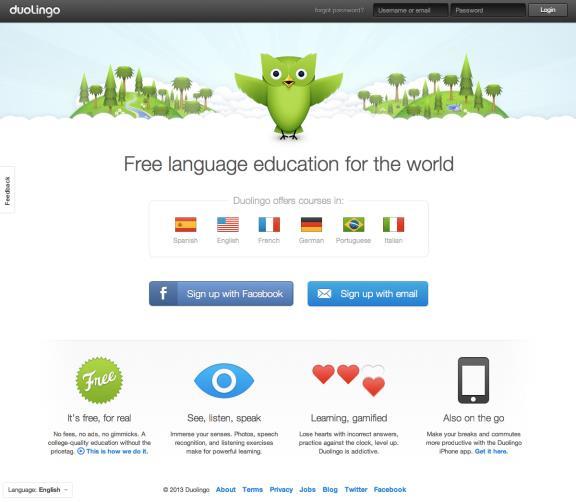 duolingo
forgot password? Username or email Password Login
Feedback
Free language education for the world
Duolingo offers courses in:
Spanish English French German Portuguese Italian
f Sign up with Facebook Sign up with email
Free
It's free, for real
No fees, no ads, no gimmicks. A
college-quality education without the
pricetag. This is how we do it.
See, listen, speak
Immerse your senses. Photos, speech
recognition, and listening exercises
make for powerful learning.
Learning, gamified
Lose hearts with incorrect answers,
practice against the clock, level up.
Duolingo is addictive.
Also on the go
Make your breaks and commutes
more productive with the Duolingo
iPhone app. Get it here.
Language: English
© 2013 Duolingo About Terms Privacy Jobs Blog Twitter Facebook